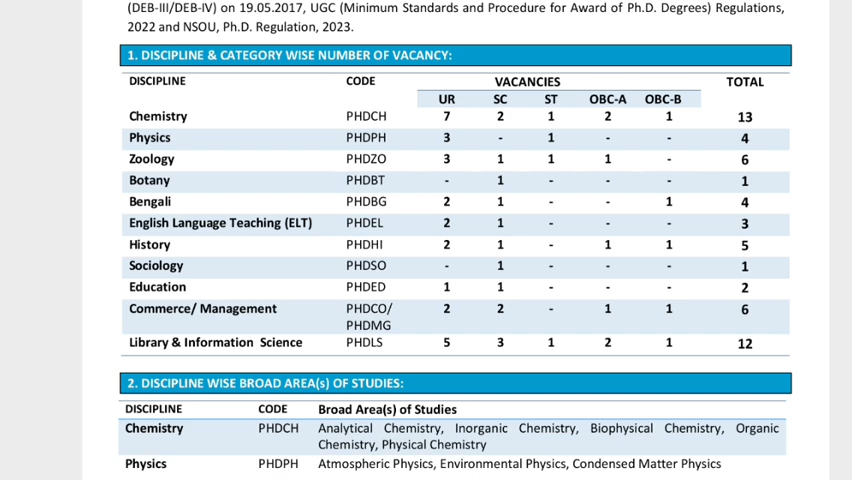 (DEB-III/DEB-IV) on 19.05.2017, UGC (Minimum Standards and Procedure for Award of Ph.D. Degrees) Regulations,
2022 and NSOU, Ph.D. Regulation, 2023.
1. DISCIPLINE & CATEGORY WISE NUMBER OF VACANCY:
DISCIPLINE CODE VACANCIES TOTAL
UR SC ST OBC-A OBC-B
Chemistry PHDCH 7 2 1 2 1 13
Physics PHDPH 3 - 1 - - 4
Zoology PHDZO 3 1 1 1 - 6
Botany PHDBT - 1 - - - 1
Bengali PHDBG 2 1 - - 1 4
English Language Teaching (ELT) PHDEL 2 1 - - - 3
History PHDHI 2 1 - 1 1 5
Sociology PHDSO - 1 - - - 1
Education PHDED 1 1 - - - 2
Commerce/ Management PHDCO/ 2 2 - 1 1 6
PHDMG
Library & Information Science PHDLS 5 3 1 2 1 12
2. DISCIPLINE WISE BROAD AREA(s) OF STUDIES:
DISCIPLINE CODE Broad Area(s) of Studies
Chemistry PHDCH Analytical Chemistry, Inorganic Chemistry, Biophysical Chemistry, Organic
Chemistry, Physical Chemistry
Physics PHDPH Atmospheric Physics, Environmental Physics, Condensed Matter Physics